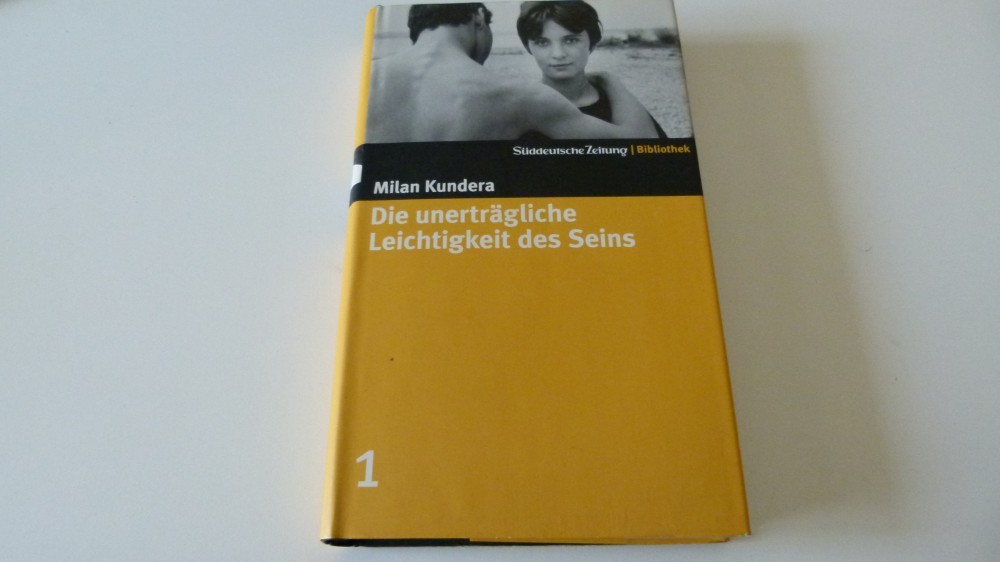 Süddeutsche Zeitung | Bibliothek
Milan Kundera
Die unerträgliche
Leichtigkeit des Seins
1